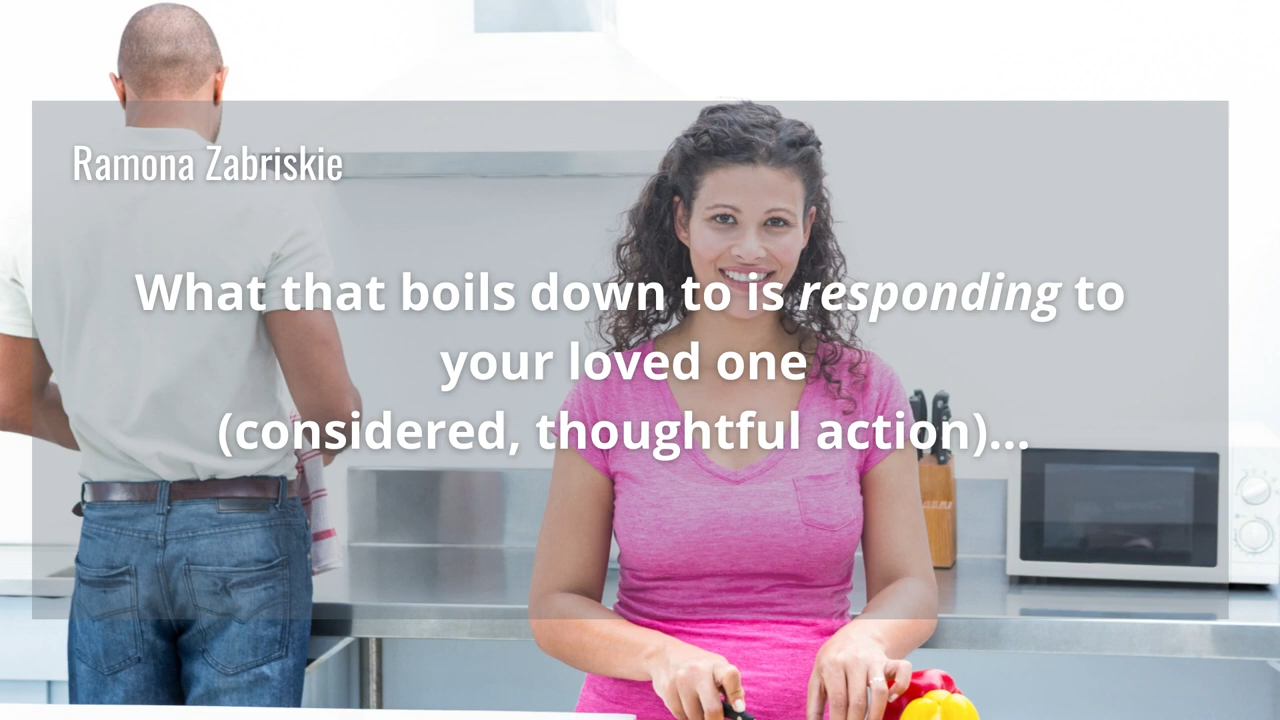 Ramona Zabriskie
What that boils down to is responding to
your loved one
(considered, thoughtful action)...